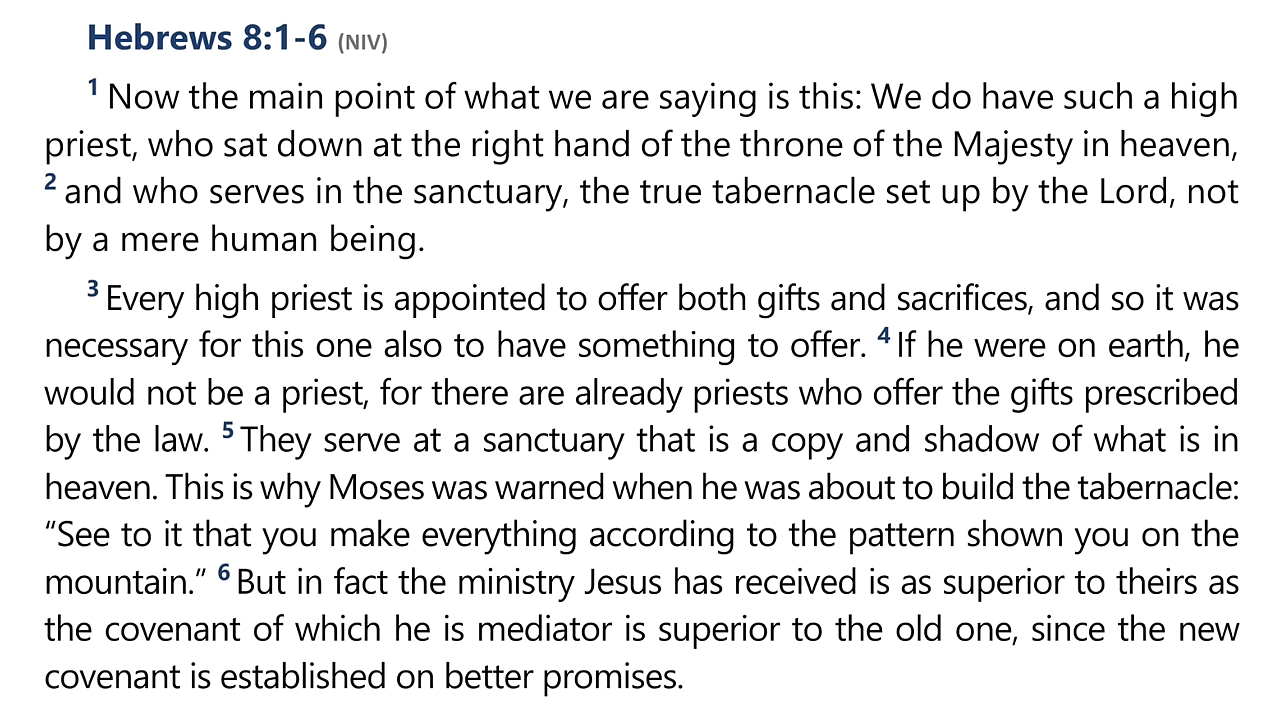 Hebrews 8:1-6 (NIV)
1 Now the main point of what we are saying is this: We do have such a high
priest, who sat down at the right hand of the throne of the Majesty in heaven,
2 and who serves in the sanctuary, the true tabernacle set up by the Lord, not
by a mere human being.
3 Every high priest is appointed to offer both gifts and sacrifices, and so it was
necessary for this one also to have something to offer. 4 If he were on earth, he
would not be a priest, for there are already priests who offer the gifts prescribed
by the law. 5 They serve at a sanctuary that is a copy and shadow of what is in
heaven. This is why Moses was warned when he was about to build the tabernacle:
“See to it that you make everything according to the pattern shown you on the
mountain.” 6 But in fact the ministry Jesus has received is as superior to theirs as
the covenant of which he is mediator is superior to the old one, since the new
covenant is established on better promises.